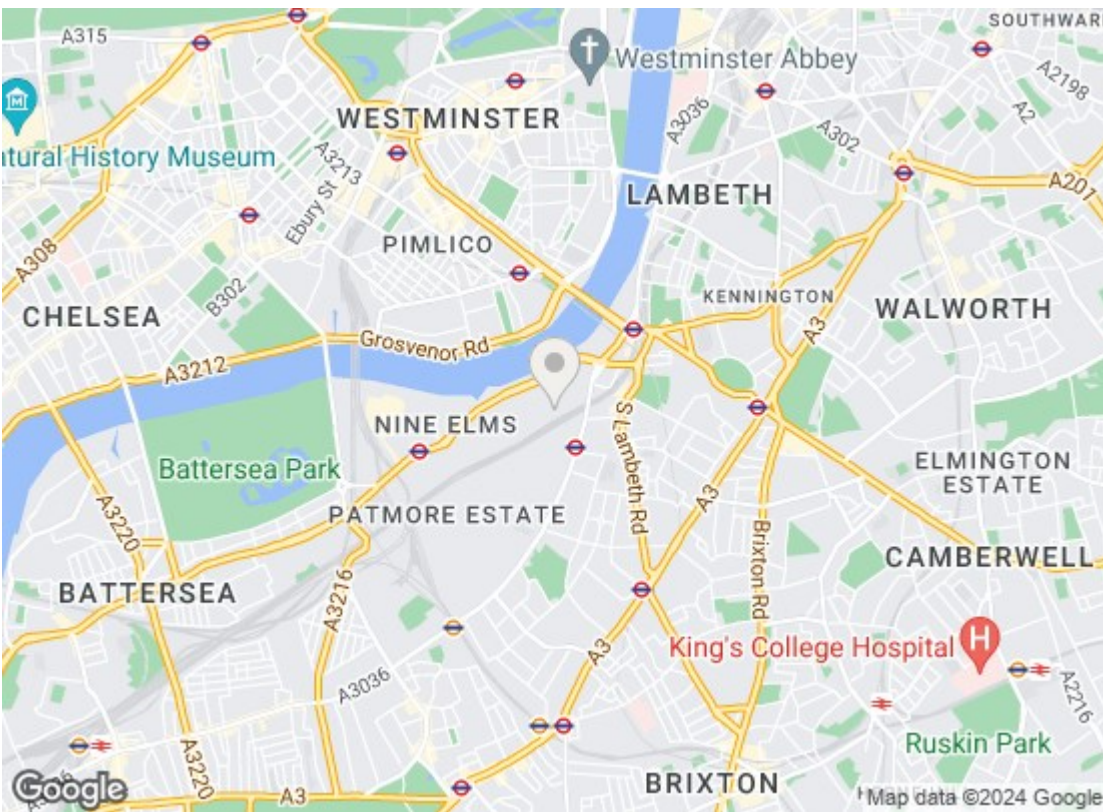 A315
SOUTHWAR
Westminster Abbey
A3036
A2198
A2
WESTMINSTER
A302
atural History Museum
A3213
LAMBETH
A201
Ebury St
PIMLICO
A308
B302
KENNINGTON
CHELSEA
WALWORTH
Grosvenor Rd
A3
A3212
NINE ELMS
S Lambeth Rd
Battersea Park
ELMINGTON
ESTATE
A3220
PATMORE ESTATE
A3
Brixton Rd
CAMBERWELL
BATTERSEA
A3216
King's College Hospital
H
A3
A3036
A2216
A3220
Ruskin Park
BRIXTON
Google
A3
Map data ©2024 Google